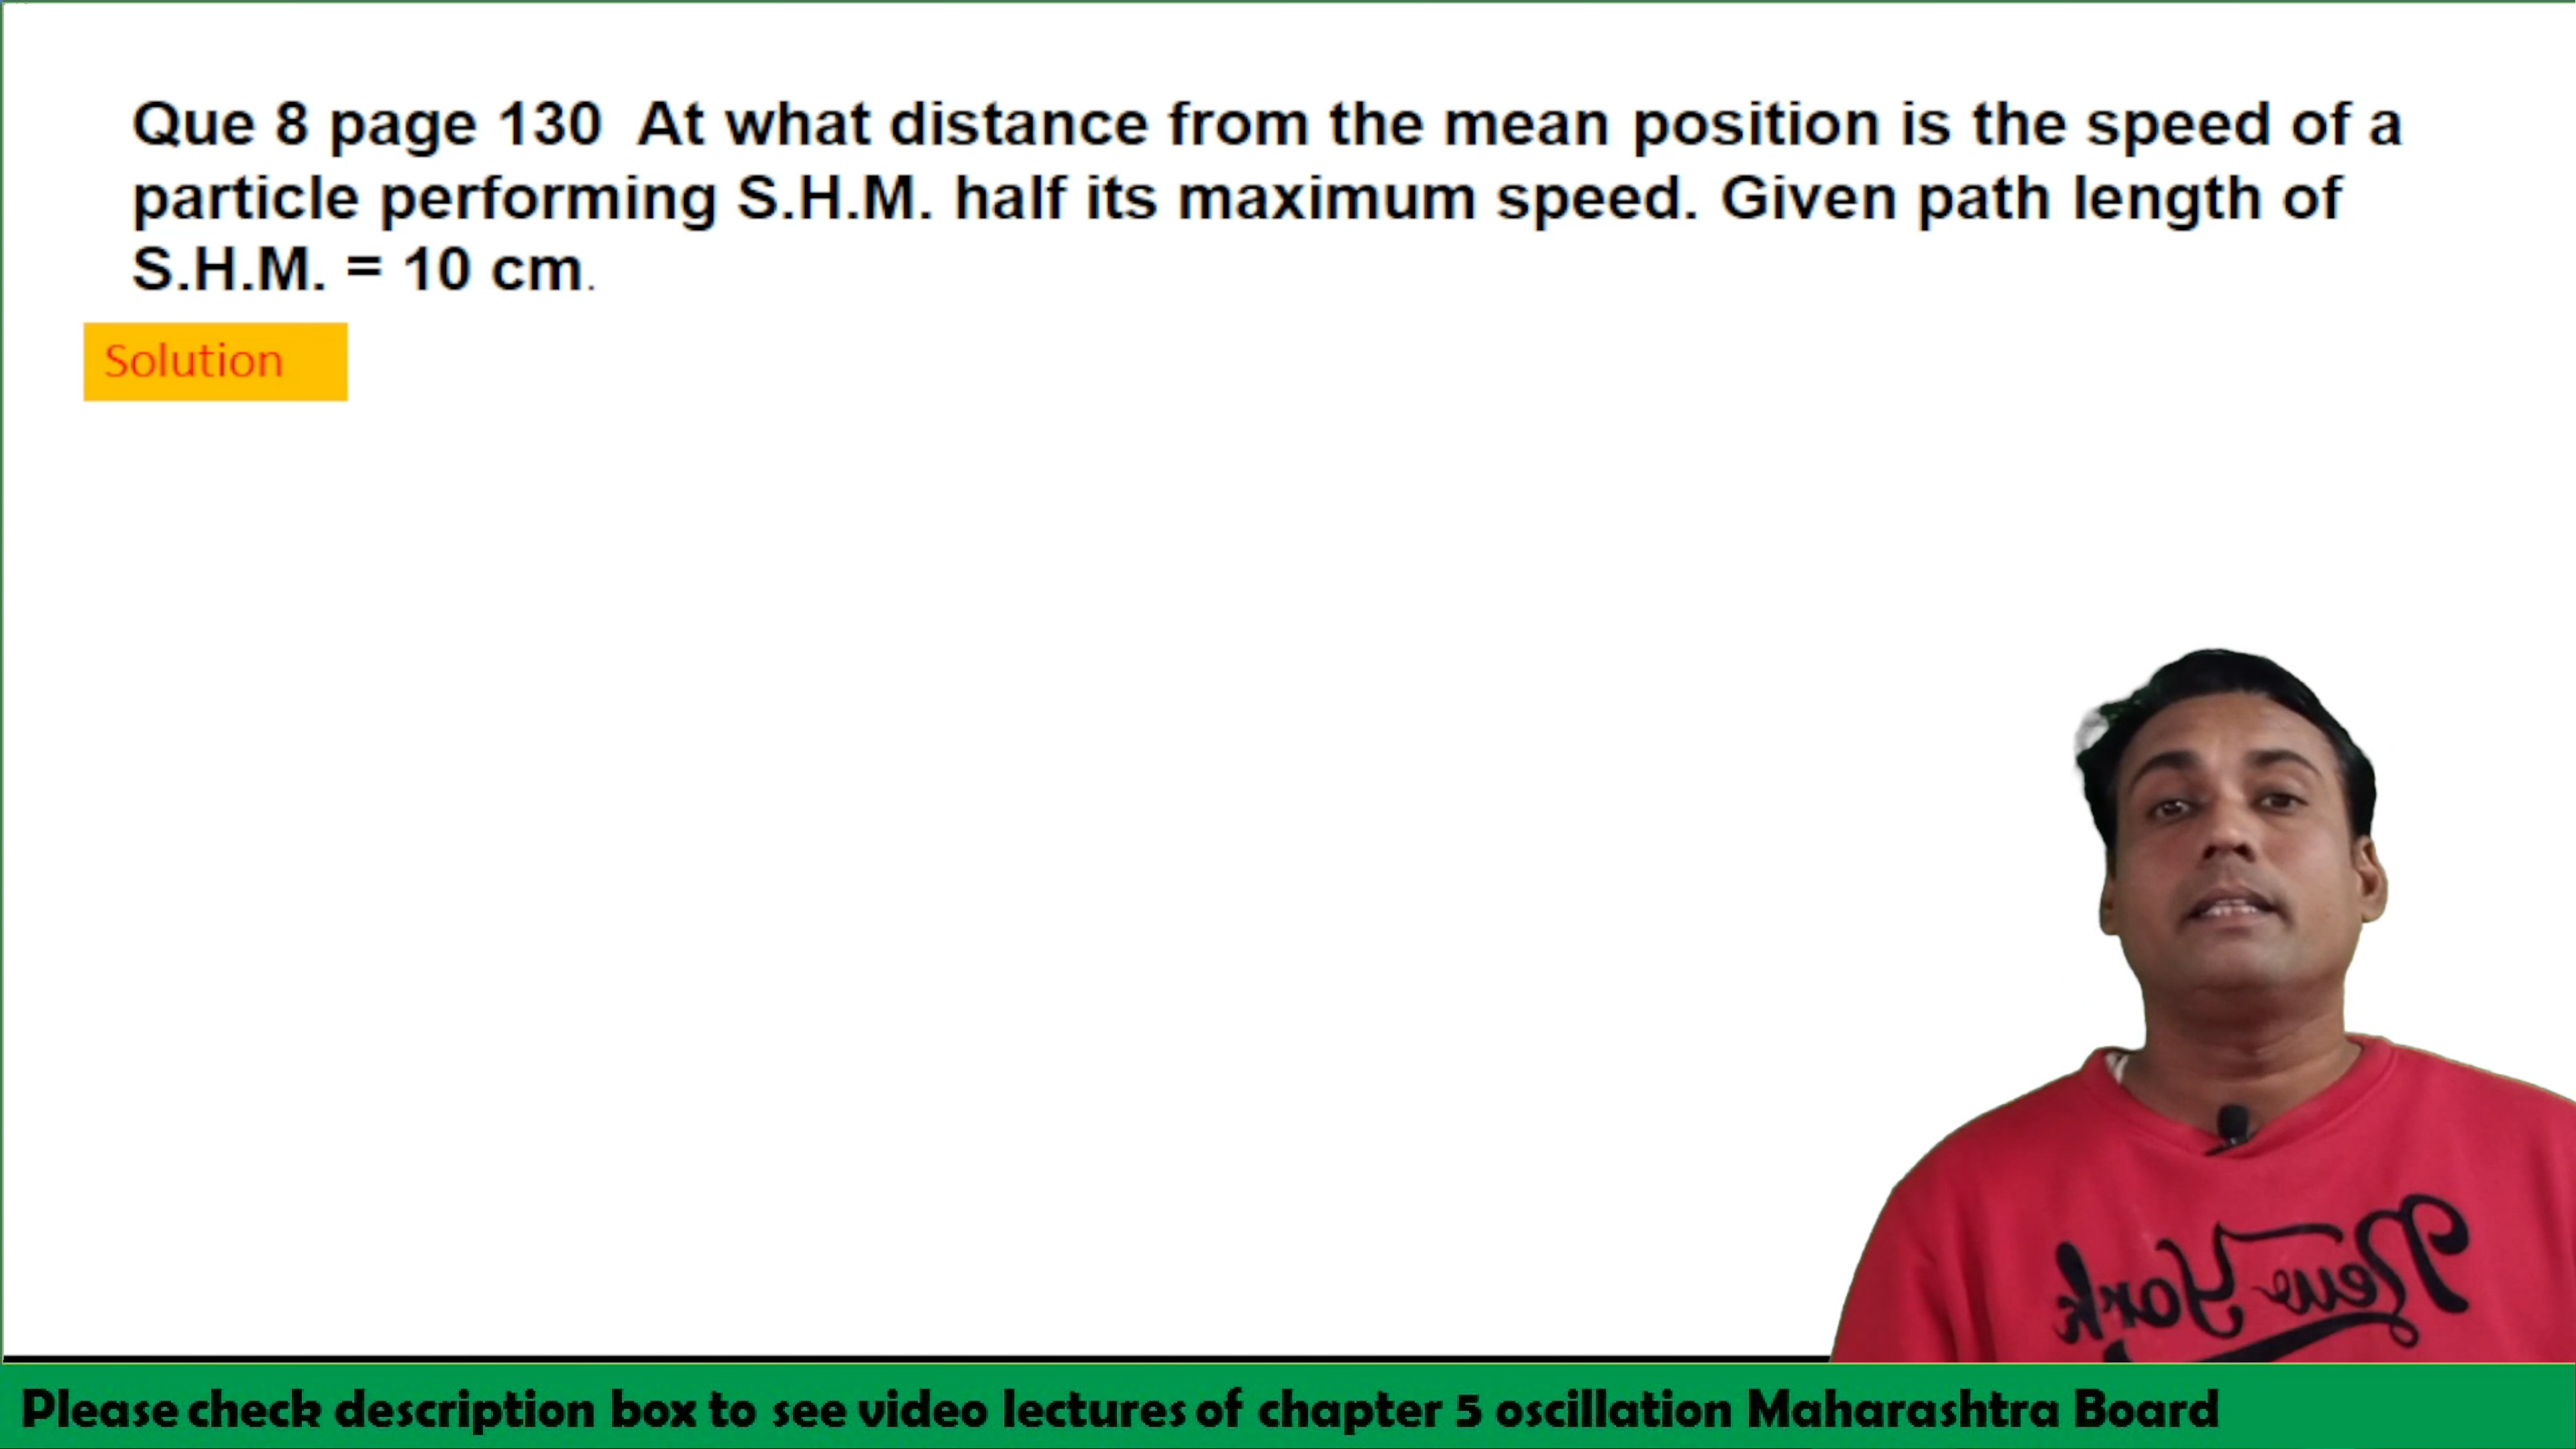 Que 8 page 130 At what distance from the mean position is the speed of a
particle performing S.H.M. half its maximum speed. Given path length of
S.H.M. = 10 cm.
Solution
New York
Please check description box to see video lectures of chapter 5 oscillation Maharashtra Board